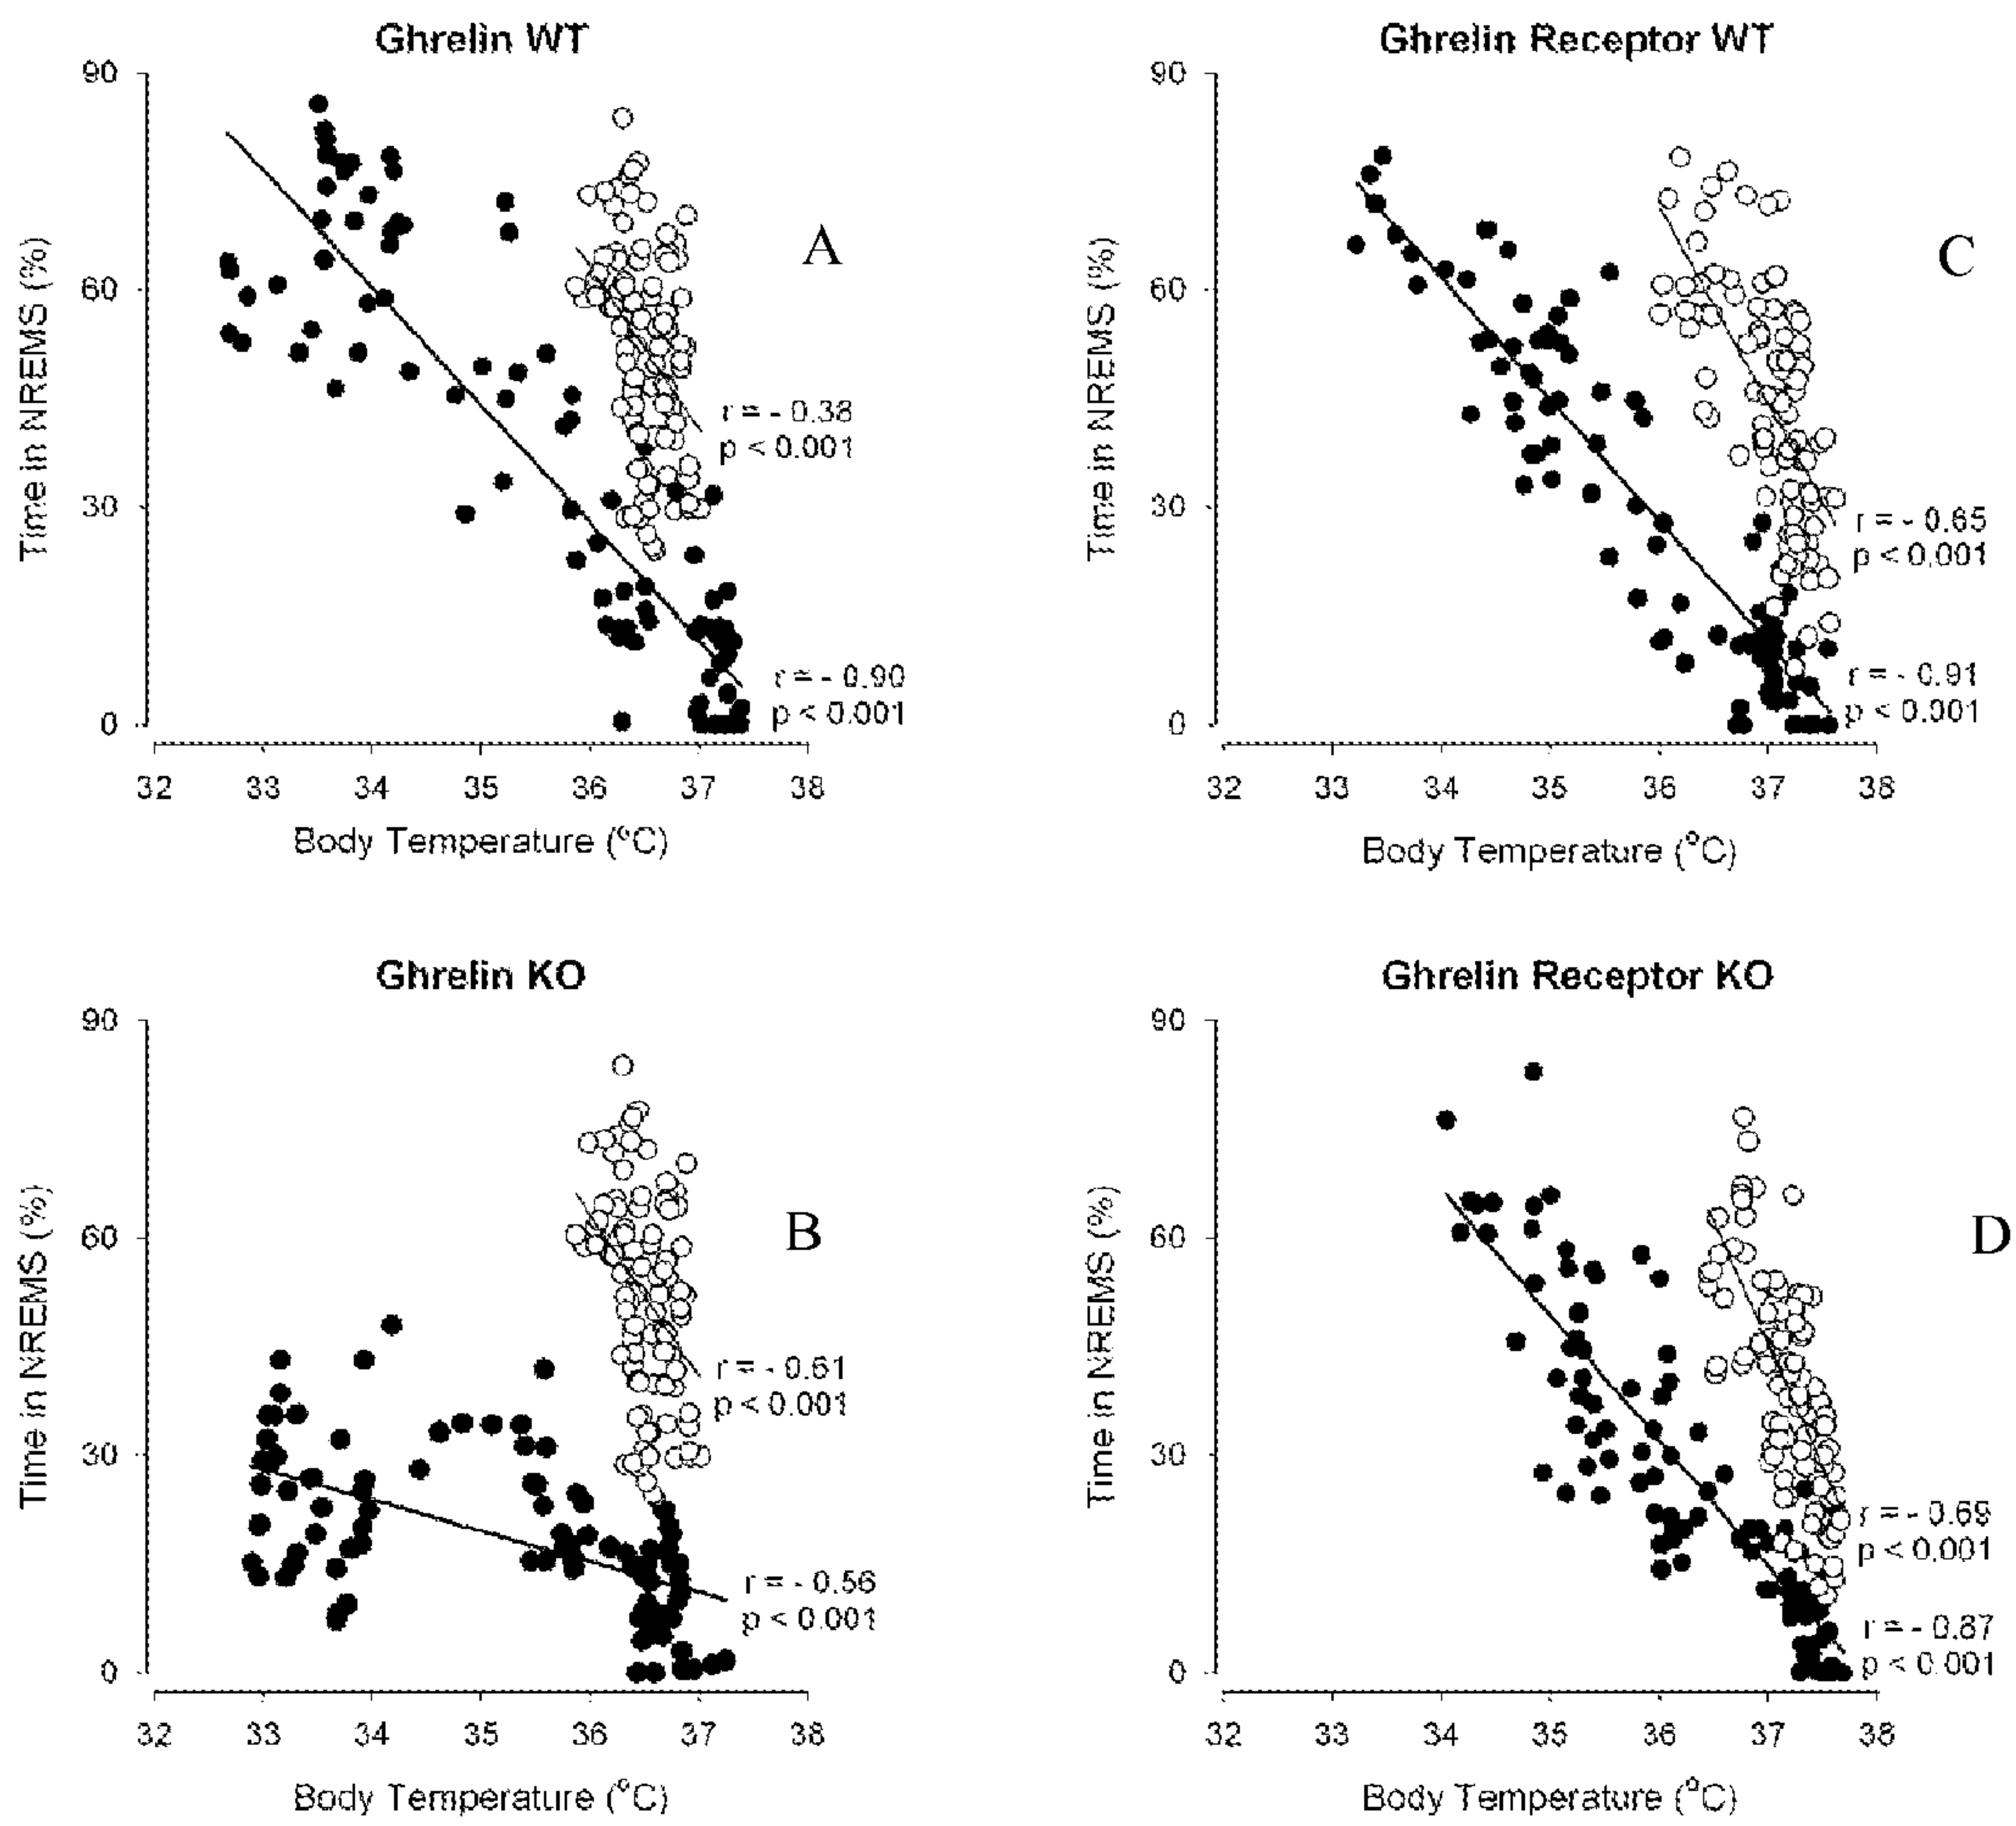 Ghrelin WT
90
60
30
0
Time in NREMS (%)
A
r = - 0.38
p < 0.001
r = - 0.90
p < 0.001
32 33 34 35 36 37 38
Body Temperature (°C)
Ghrelin Receptor WT
90
60
30
0
Time in NREMS (%)
C
r = - 0.65
p < 0.001
r = - 0.91
p < 0.001
32 33 34 35 36 37 38
Body Temperature (°C)
Ghrelin KO
90
60
30
0
Time in NREMS (%)
B
r = - 0.61
p < 0.001
r = - 0.56
p < 0.001
32 33 34 35 36 37 38
Body Temperature (°C)
Ghrelin Receptor KO
90
60
30
0
Time in NREMS (%)
D
r = - 0.69
p < 0.001
r = - 0.87
p < 0.001
32 33 34 35 36 37 38
Body Temperature (°C)